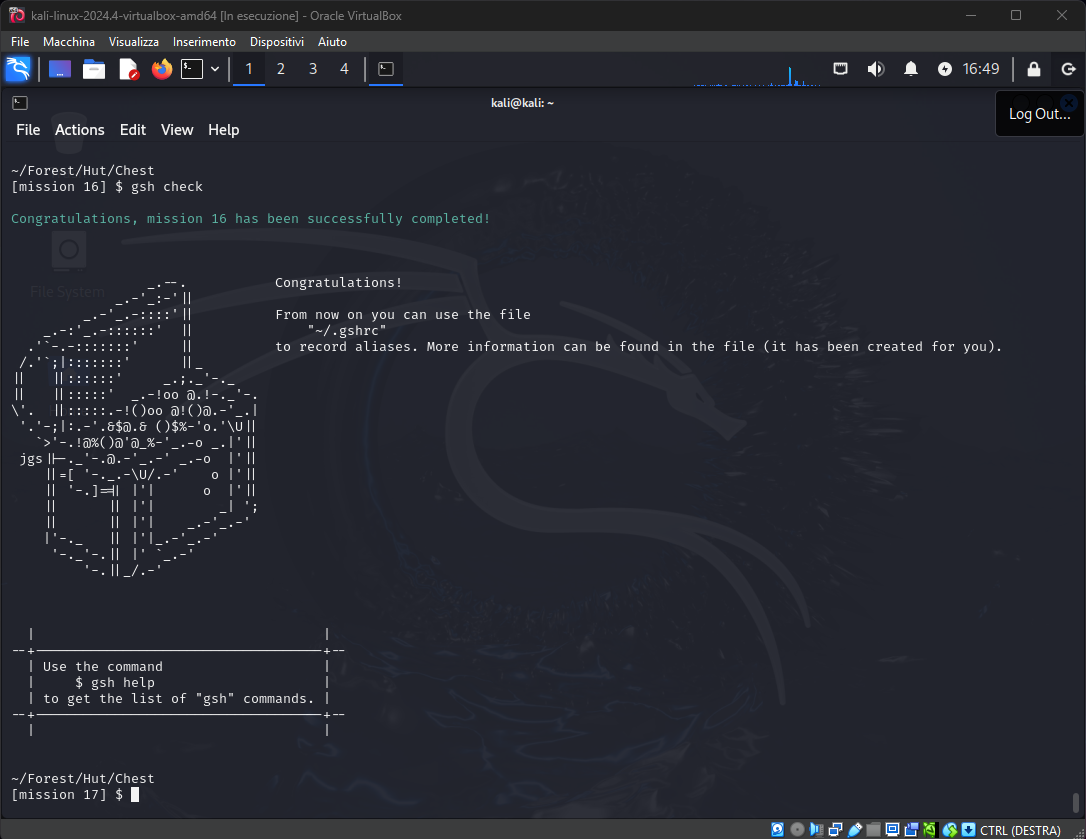 kali-linux-2024.4-virtualbox-amd64 [In esecuzione] - Oracle VirtualBox
File Macchina Visualizza Inserimento Dispositivi Aiuto
1 2 3 4 16:49
kali@kali: ~
Log Out...
File Actions Edit View Help
~/Forest/Hut/Chest
[mission 16] $ gsh check
Congratulations, mission 16 has been successfully completed!
File System
Congratulations!
From now on you can use the file
"~/.gshrc"
to record aliases. More information can be found in the file (it has been created for you).
jgs
Use the command
$ gsh help
to get the list of "gsh" commands.
~/Forest/Hut/Chest
[mission 17] $
CTRL (DESTRA)